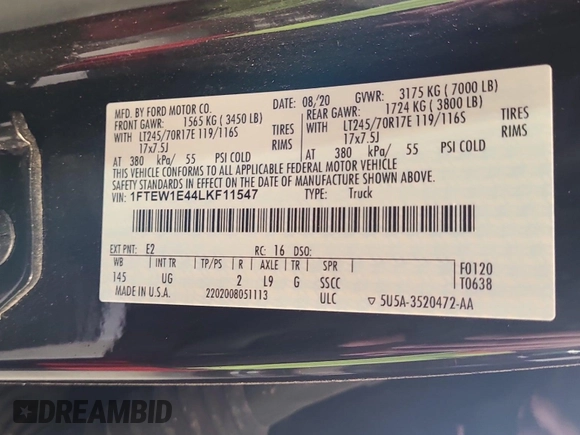 MFD. BY FORD MOTOR CO.
DATE: 08/20 GVWR: 3175 KG ( 7000 LB)
FRONT GAWR: 1565 KG ( 3450 LB)
REAR GAWR: 1724 KG ( 3800 LB)
LT245/70R17E 119/116S TIRES
LT245/70R17E 119/116S TIRES
17x7.5J RIMS
17x7.5J RIMS
AT 380 kPa/ 55 PSI COLD
AT 380 kPa/ 55 PSI COLD
THIS VEHICLE CONFORMS TO ALL APPLICABLE FEDERAL MOTOR VEHICLE
SAFETY STANDARDS IN EFFECT ON THE DATE OF MANUFACTURE SHOWN ABOVE.
VIN: 1FTEW1E44LKF11547 TYPE: Truck
EXT PNT: E2 RC: 16 DSO:
WB INT TR TP/PS R AXLE TR SPR F0120
145 UG 2 L9 G SSCC T0638
MADE IN U.S.A. 2202008051113 ULC ▽ 5U5A-3520472-AA
DREAMBID